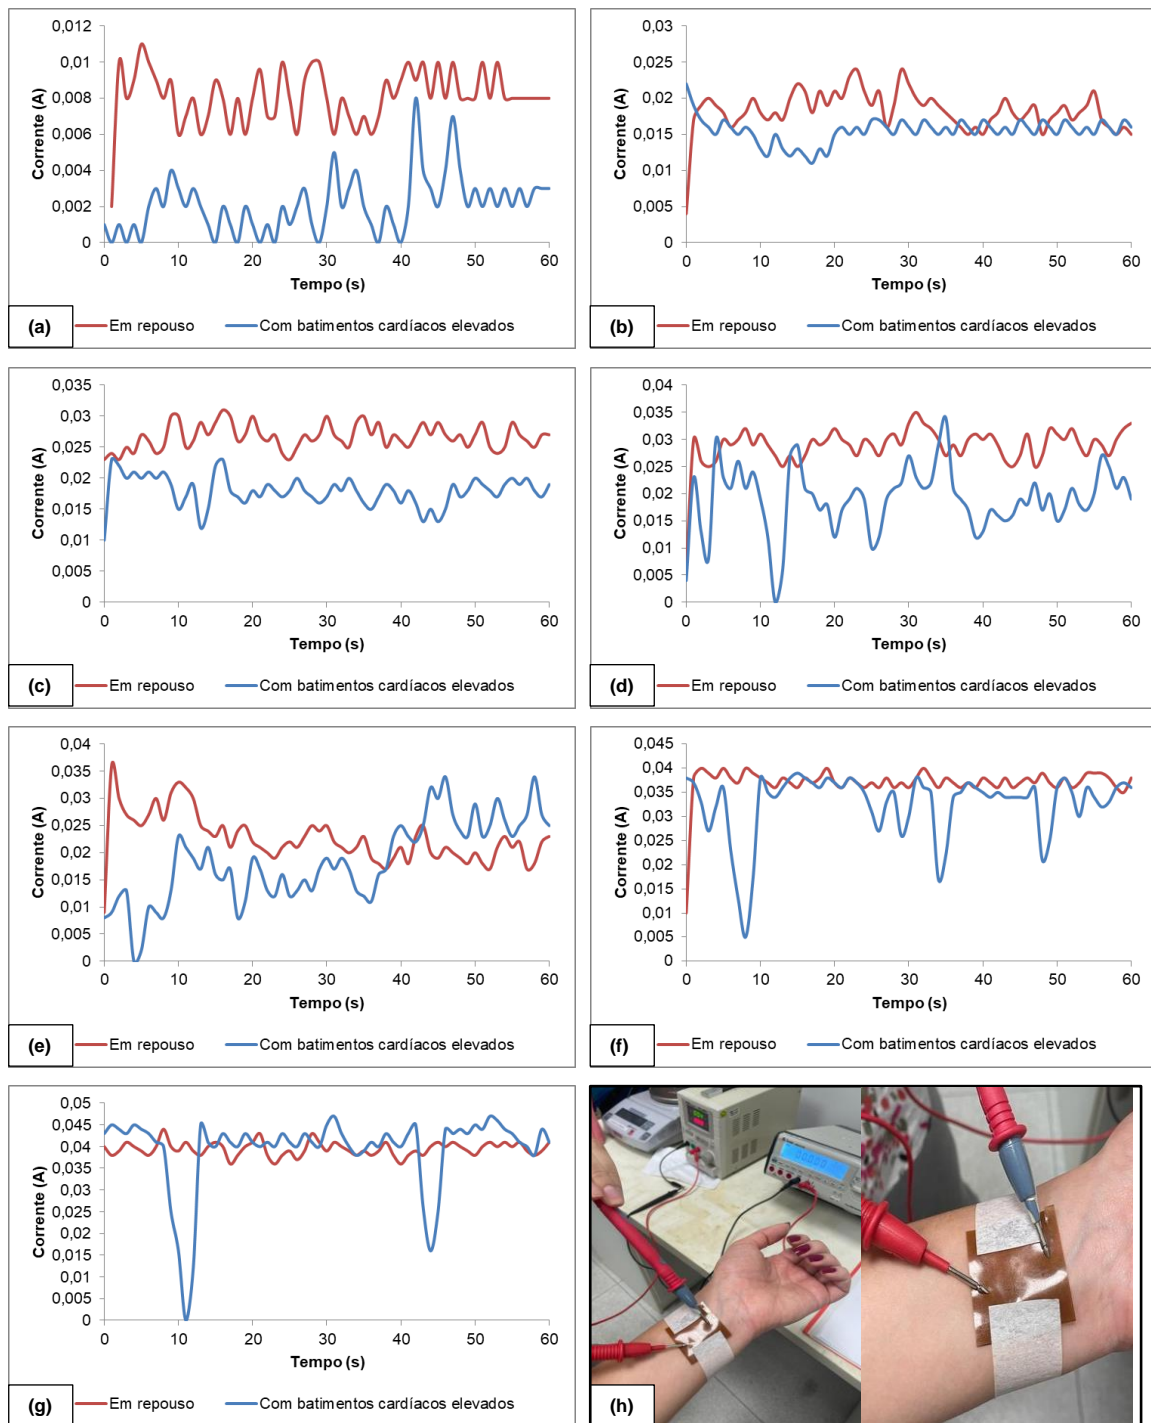 0,012
0,01
0,008
0,006
0,004
0,002
0
Corrente (A)
0 10 20 30 40 50 60
Tempo (s)
(a) Em repouso Com batimentos cardíacos elevados
0,03
0,025
0,02
0,015
0,01
0,005
0
Corrente (A)
0 10 20 30 40 50 60
Tempo (s)
(b) Em repouso Com batimentos cardíacos elevados
0,035
0,03
0,025
0,02
0,015
0,01
0,005
0
Corrente (A)
0 10 20 30 40 50 60
Tempo (s)
(c) Em repouso Com batimentos cardíacos elevados
0,04
0,035
0,03
0,025
0,02
0,015
0,01
0,005
0
Corrente (A)
0 10 20 30 40 50 60
Tempo (s)
(d) Em repouso Com batimentos cardíacos elevados
0,04
0,035
0,03
0,025
0,02
0,015
0,01
0,005
0
Corrente (A)
0 10 20 30 40 50 60
Tempo (s)
(e) Em repouso Com batimentos cardíacos elevados
0,045
0,04
0,035
0,03
0,025
0,02
0,015
0,01
0,005
0
Corrente (A)
0 10 20 30 40 50 60
Tempo (s)
(f) Em repouso Com batimentos cardíacos elevados
0,05
0,045
0,04
0,035
0,03
0,025
0,02
0,015
0,01
0,005
0
Corrente (A)
0 10 20 30 40 50 60
Tempo (s)
(g) Em repouso Com batimentos cardíacos elevados
(h)